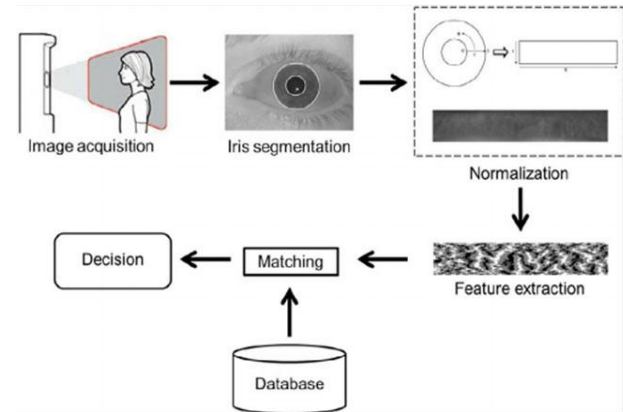 Image acquisition
Iris segmentation
Normalization
Decision
Matching
Feature extraction
Database